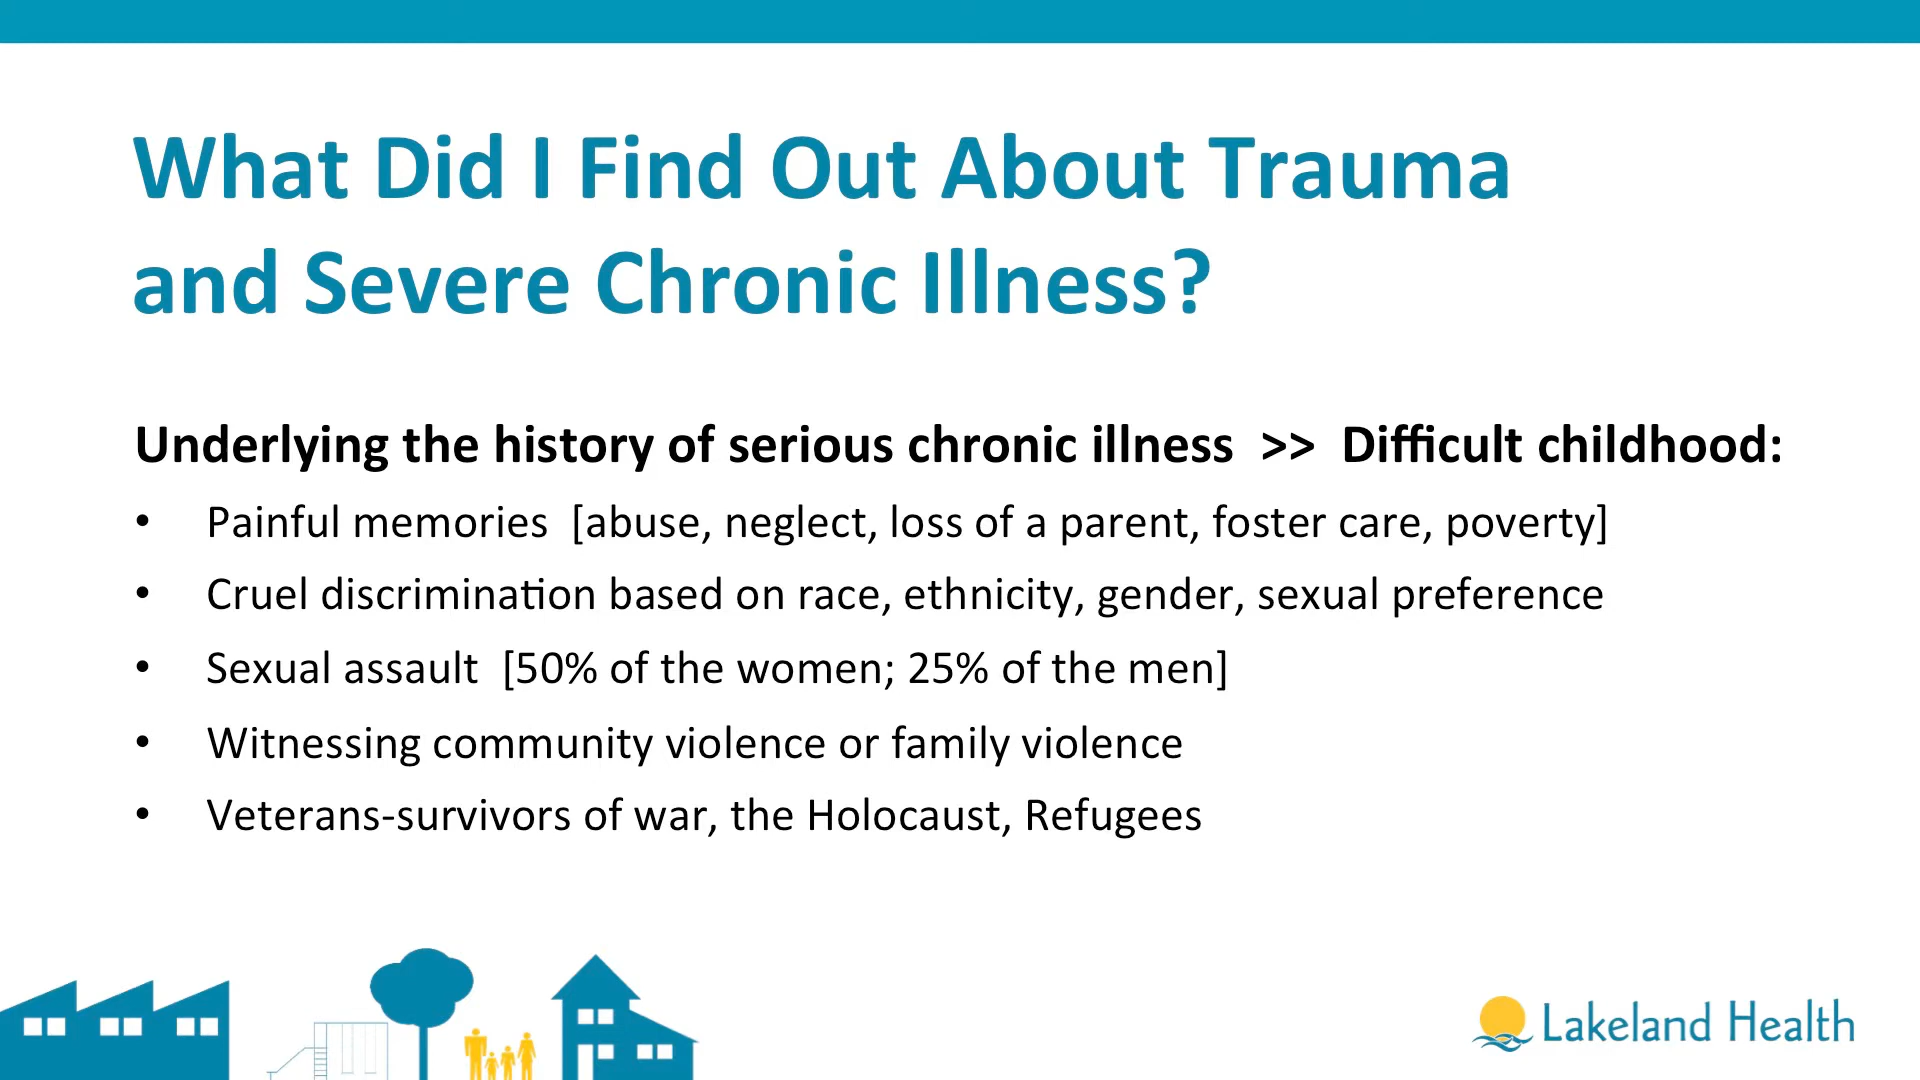 What Did I Find Out About Trauma
and Severe Chronic Illness?
Underlying the history of serious chronic illness >> Difficult childhood:
• Painful memories [abuse, neglect, loss of a parent, foster care, poverty]
• Cruel discrimination based on race, ethnicity, gender, sexual preference
• Sexual assault [50% of the women; 25% of the men]
• Witnessing community violence or family violence
• Veterans-survivors of war, the Holocaust, Refugees
Lakeland Health